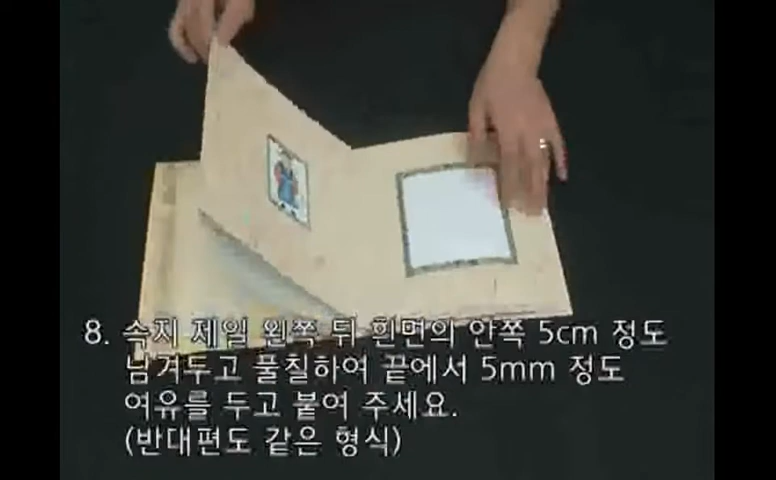 8. 속지 제일 왼쪽 뒤 흰면의 안쪽 5cm 정도
남겨두고 풀칠하여 끝에서 5mm 정도
여유를 두고 붙여 주세요.
(반대편도 같은 형식)